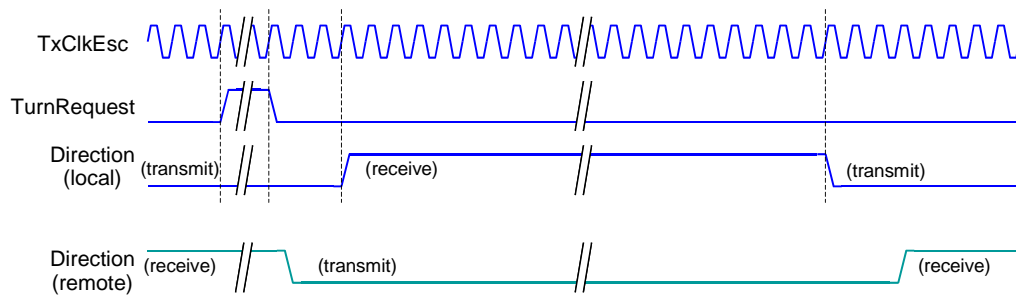 TxClkEsc
TurnRequest
Direction
(local)
(transmit)
(receive)
(transmit)
Direction
(remote)
(receive)
(transmit)
(receive)